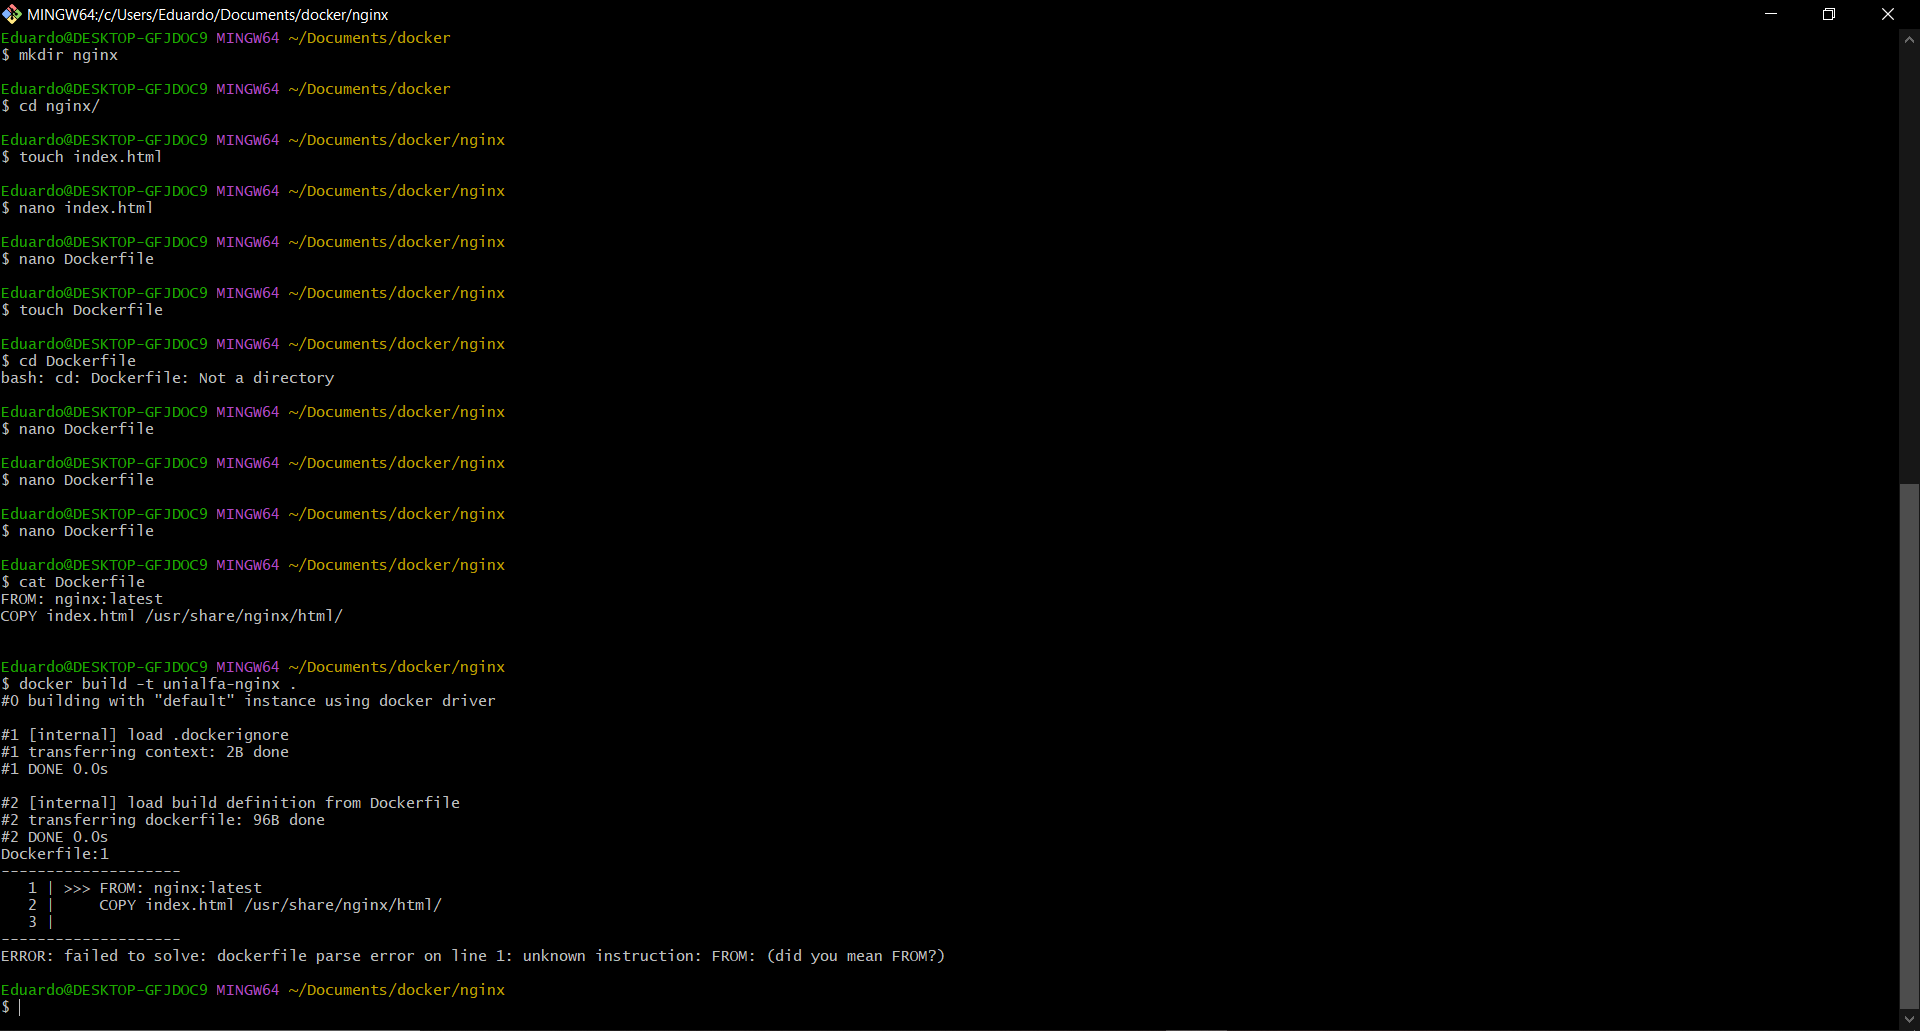 MINGW64:/c/Users/Eduardo/Documents/docker/nginx
Eduardo@DESKTOP-GFJDOC9 MINGW64 ~/Documents/docker
$ mkdir nginx
Eduardo@DESKTOP-GFJDOC9 MINGW64 ~/Documents/docker
$ cd nginx/
Eduardo@DESKTOP-GFJDOC9 MINGW64 ~/Documents/docker/nginx
$ touch index.html
Eduardo@DESKTOP-GFJDOC9 MINGW64 ~/Documents/docker/nginx
$ nano index.html
Eduardo@DESKTOP-GFJDOC9 MINGW64 ~/Documents/docker/nginx
$ nano Dockerfile
Eduardo@DESKTOP-GFJDOC9 MINGW64 ~/Documents/docker/nginx
$ touch Dockerfile
Eduardo@DESKTOP-GFJDOC9 MINGW64 ~/Documents/docker/nginx
$ cd Dockerfile
bash: cd: Dockerfile: Not a directory
Eduardo@DESKTOP-GFJDOC9 MINGW64 ~/Documents/docker/nginx
$ nano Dockerfile
Eduardo@DESKTOP-GFJDOC9 MINGW64 ~/Documents/docker/nginx
$ nano Dockerfile
Eduardo@DESKTOP-GFJDOC9 MINGW64 ~/Documents/docker/nginx
$ nano Dockerfile
Eduardo@DESKTOP-GFJDOC9 MINGW64 ~/Documents/docker/nginx
$ cat Dockerfile
FROM: nginx:latest
COPY index.html /usr/share/nginx/html/
Eduardo@DESKTOP-GFJDOC9 MINGW64 ~/Documents/docker/nginx
$ docker build -t unialfa-nginx .
#0 building with "default" instance using docker driver
#1 [internal] load .dockerignore
#1 transferring context: 2B done
#1 DONE 0.0s
#2 [internal] load build definition from Dockerfile
#2 transferring dockerfile: 96B done
#2 DONE 0.0s
Dockerfile:1
--------------------
1 | >>> FROM: nginx:latest
2 |     COPY index.html /usr/share/nginx/html/
3 |
--------------------
ERROR: failed to solve: dockerfile parse error on line 1: unknown instruction: FROM: (did you mean FROM?)
Eduardo@DESKTOP-GFJDOC9 MINGW64 ~/Documents/docker/nginx
$